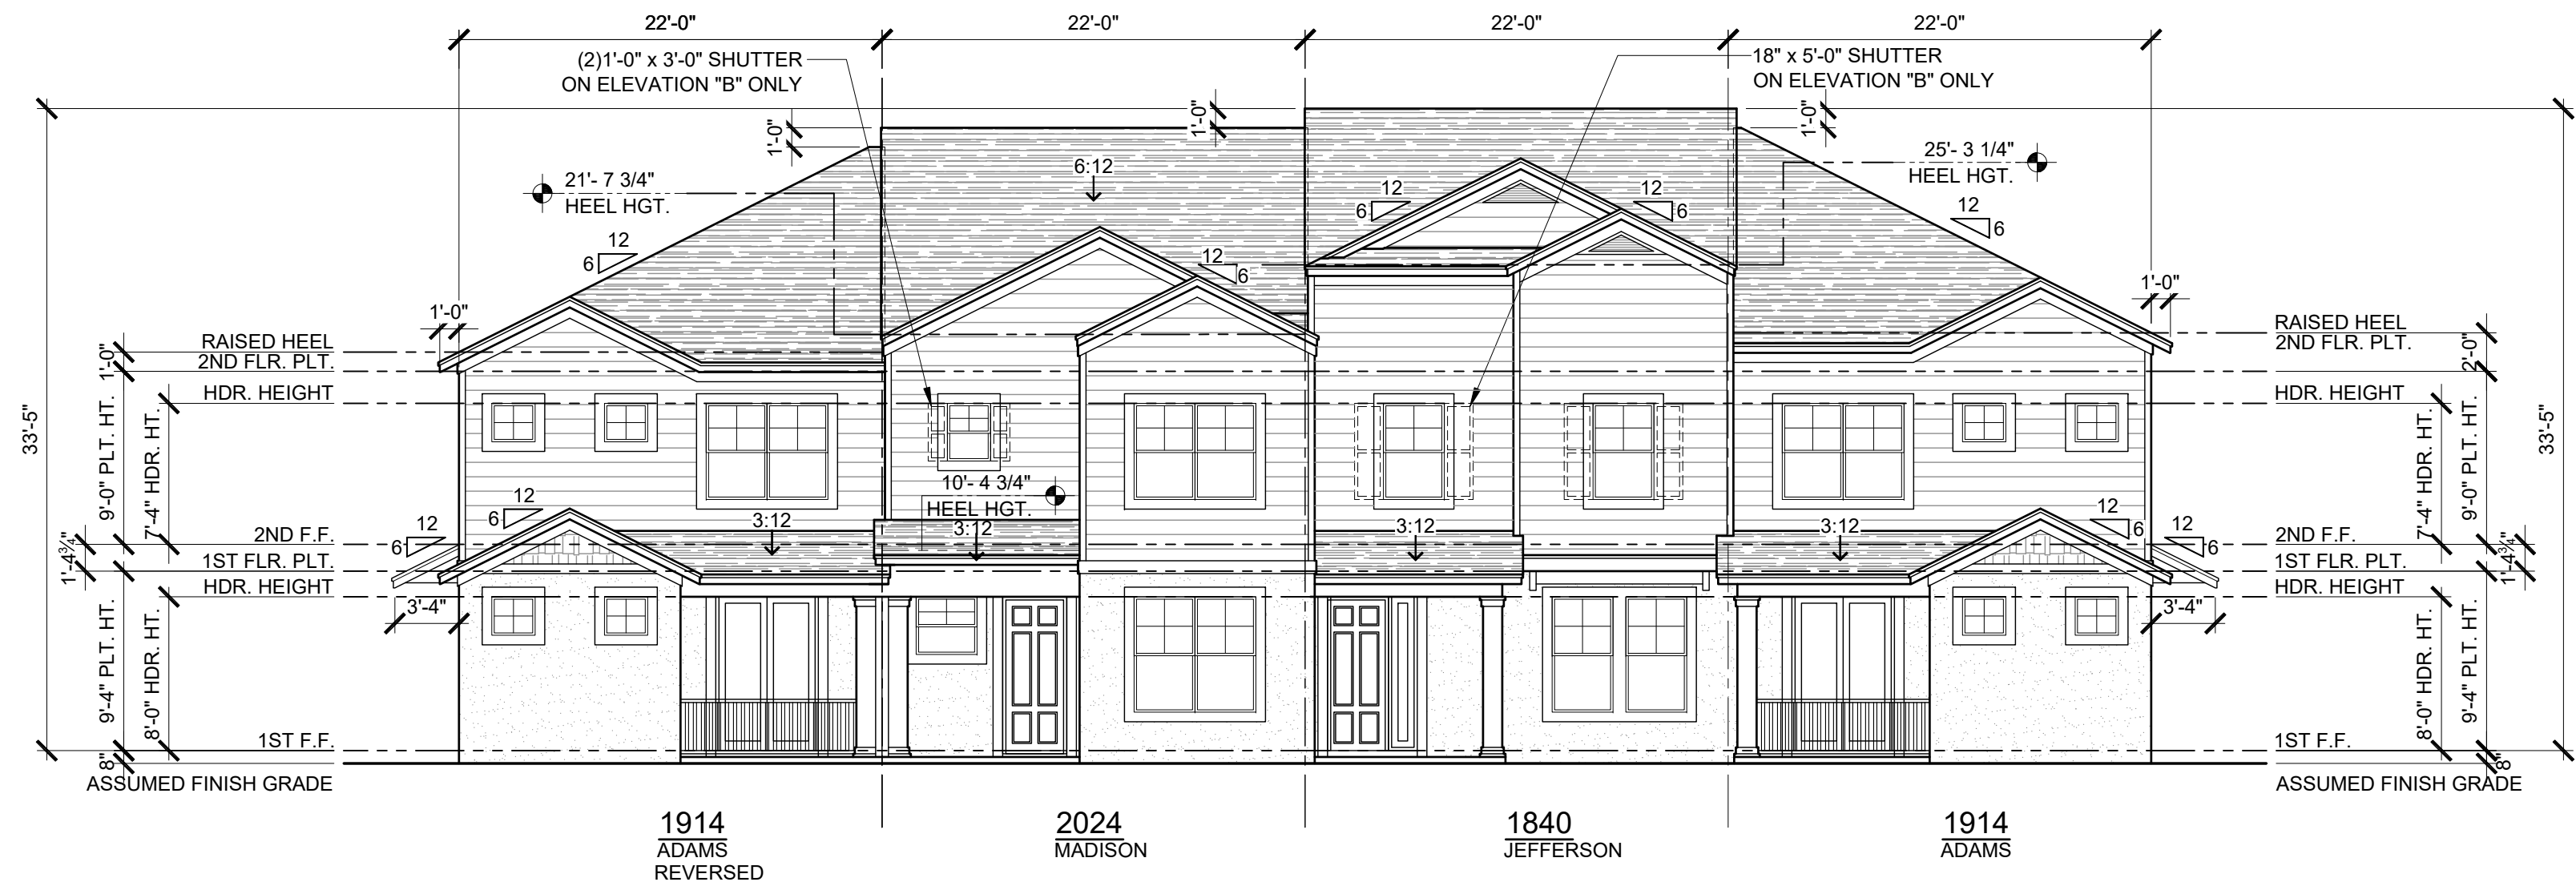 22'-0"
22'-0"
22'-0"
22'-0"
(2)1'-0" x 3'-0" SHUTTER
ON ELEVATION "B" ONLY
18" x 5'-0" SHUTTER
ON ELEVATION "B" ONLY
1'-0"
1'-0"
1'-0"
21'- 7 3/4"
HEEL HGT.
6:12
25'- 3 1/4"
HEEL HGT.
12
6
12
6
12
6
12
6
12
6
1'-0"
1'-0"
RAISED HEEL
2ND FLR. PLT.
HDR. HEIGHT
2ND F.F.
1ST FLR. PLT.
HDR. HEIGHT
1ST F.F.
ASSUMED FINISH GRADE
33'-5"
1'-0"
9'-0" PLT. HT.
7'-4" HDR. HT.
1'-4¾"
9'-4" PLT. HT.
8'-0" HDR. HT.
8"
3'-4"
12
6
12
6
3:12
10'- 4 3/4"
HEEL HGT.
3:12
3:12
3:12
12
6
12
6
3'-4"
RAISED HEEL
2ND FLR. PLT.
HDR. HEIGHT
2ND F.F.
1ST FLR. PLT.
HDR. HEIGHT
1ST F.F.
ASSUMED FINISH GRADE
2'-0"
7'-4" HDR. HT.
9'-0" PLT. HT.
1'-4¾"
8'-0" HDR. HT.
9'-4" PLT. HT.
8"
33'-5"
1914
ADAMS
REVERSED
2024
MADISON
1840
JEFFERSON
1914
ADAMS